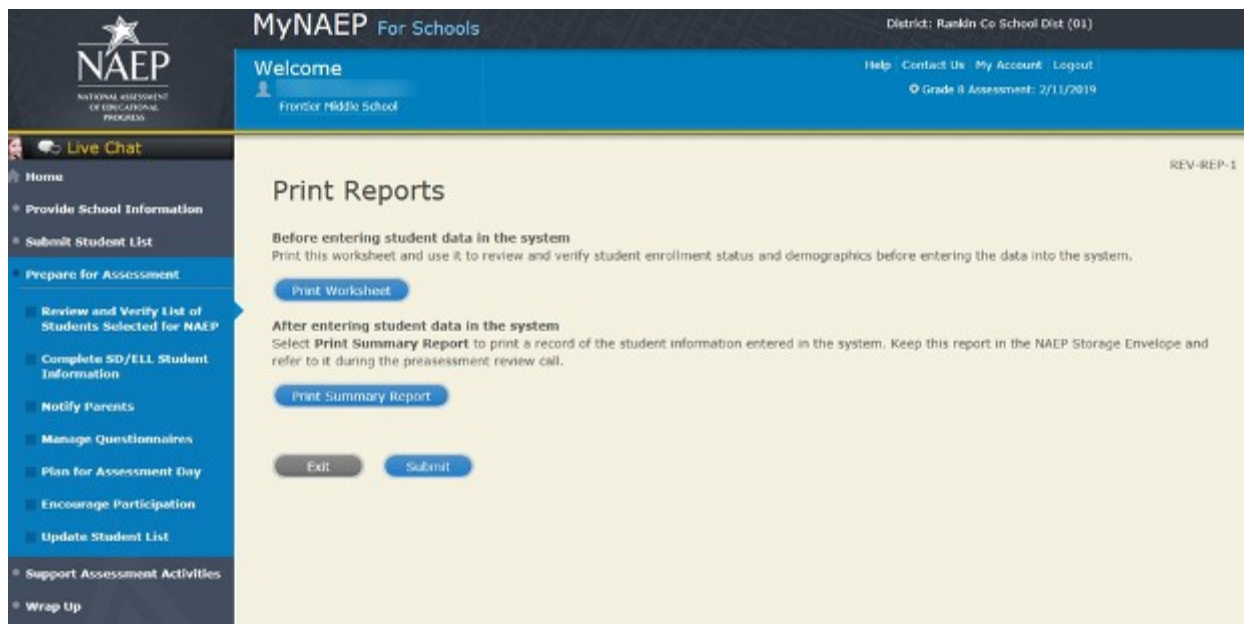 NAEP
NATIONAL ASSESSMENT
OF EDUCATIONAL
PROGRESS
MyNAEP For Schools
District: Rankin Co School Dist (01)
Welcome
Frontier Middle School
Help Contact Us My Account Logout
Grade 8 Assessment: 2/11/2019
Live Chat
Home
Provide School Information
Submit Student List
Prepare for Assessment
Review and Verify List of
Students Selected for NAEP
Complete SD/ELL Student
Information
Notify Parents
Manage Questionnaires
Plan for Assessment Day
Encourage Participation
Update Student List
Support Assessment Activities
Wrap Up
REV-REP-1
Print Reports
Before entering student data in the system
Print this worksheet and use it to review and verify student enrollment status and demographics before entering the data into the system.
Print Worksheet
After entering student data in the system
Select Print Summary Report to print a record of the student information entered in the system. Keep this report in the NAEP Storage Envelope and
refer to it during the preassessment review call.
Print Summary Report
Exit Submit